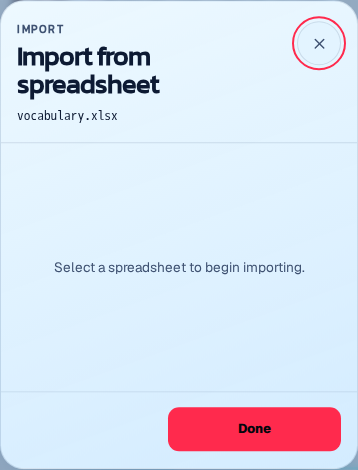 IMPORT
Import from
spreadsheet
vocabulary.xlsx
Select a spreadsheet to begin importing.
Done